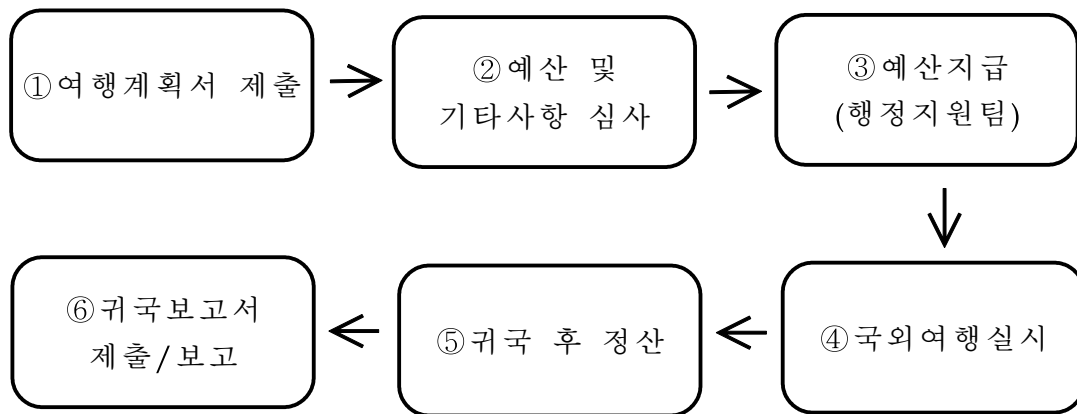 ①여행계획서 제출
②예산 및
기타사항 심사
③예산지급
(행정지원팀)
④국외여행실시
⑤귀국 후 정산
⑥귀국보고서
제출/보고